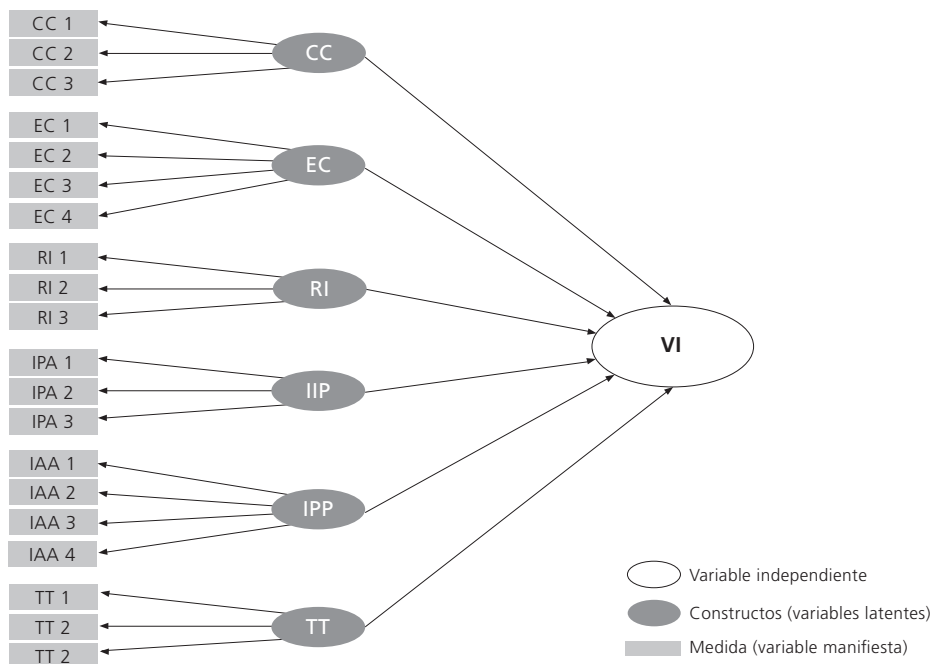 CC 1
CC 2
CC 3
CC
EC 1
EC 2
EC 3
EC 4
EC
RI 1
RI 2
RI 3
RI
VI
IPA 1
IPA 2
IPA 3
IIP
IAA 1
IAA 2
IAA 3
IAA 4
IPP
TT 1
TT 2
TT 2
TT
Variable independiente
Constructos (variables latentes)
Medida (variable manifiesta)